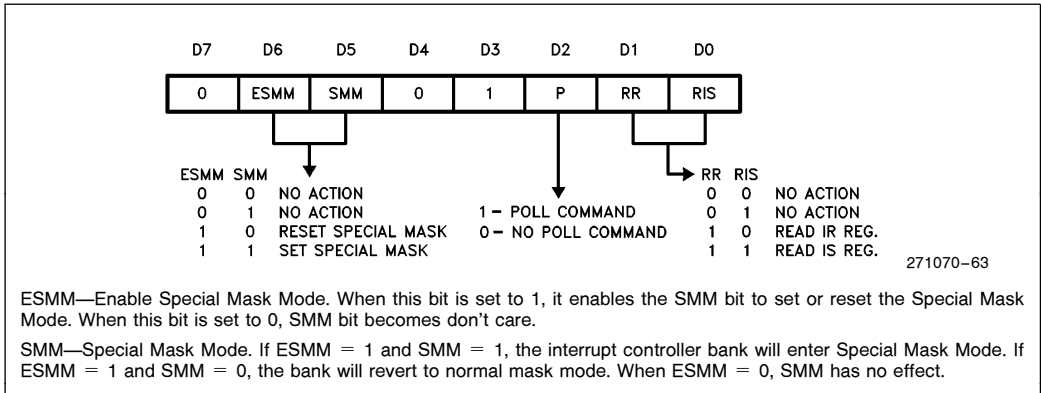 D7 D6 D5 D4 D3 D2 D1 D0
0 ESMM SMM 0 1 P RR RIS
ESMM SMM
0 0 NO ACTION
0 1 NO ACTION
1 0 RESET SPECIAL MASK
1 1 SET SPECIAL MASK
1 – POLL COMMAND
0 – NO POLL COMMAND
RR RIS
0 0 NO ACTION
0 1 NO ACTION
1 0 READ IR REG.
1 1 READ IS REG.
271070–63
ESMM—Enable Special Mask Mode. When this bit is set to 1, it enables the SMM bit to set or reset the Special Mask
Mode. When this bit is set to 0, SMM bit becomes don't care.
SMM—Special Mask Mode. If ESMM = 1 and SMM = 1, the interrupt controller bank will enter Special Mask Mode. If
ESMM = 1 and SMM = 0, the bank will revert to normal mask mode. When ESMM = 0, SMM has no effect.